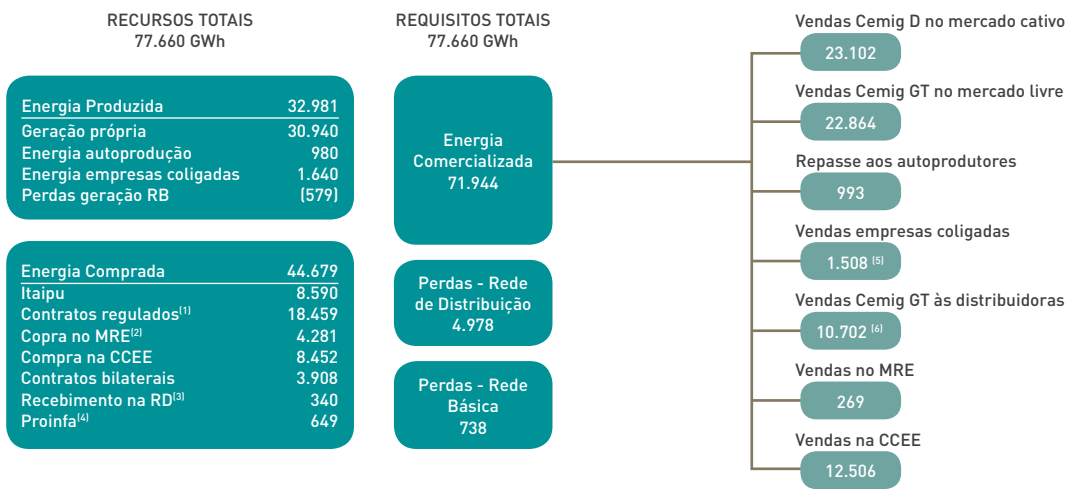 RECURSOS TOTAIS
77.660 GWh
Energia Produzida 32.981
Geração própria 30.940
Energia autoprodução 980
Energia empresas coligadas 1.640
Perdas geração RB (579)
Energia Comprada 44.679
Itaipu 8.590
Contratos regulados(1) 18.459
Copra no MRE(2) 4.281
Compra na CCEE 8.452
Contratos bilaterais 3.908
Recebimento na RD(3) 340
Proinfa(4) 649
REQUISITOS TOTAIS
77.660 GWh
Energia
Comercializada
71.944
Perdas - Rede
de Distribuição
4.978
Perdas - Rede
Básica
738
Vendas Cemig D no mercado cativo
23.102
Vendas Cemig GT no mercado livre
22.864
Repasse aos autoprodutores
993
Vendas empresas coligadas
1.508 (5)
Vendas Cemig GT às distribuidoras
10.702 (6)
Vendas no MRE
269
Vendas na CCEE
12.506